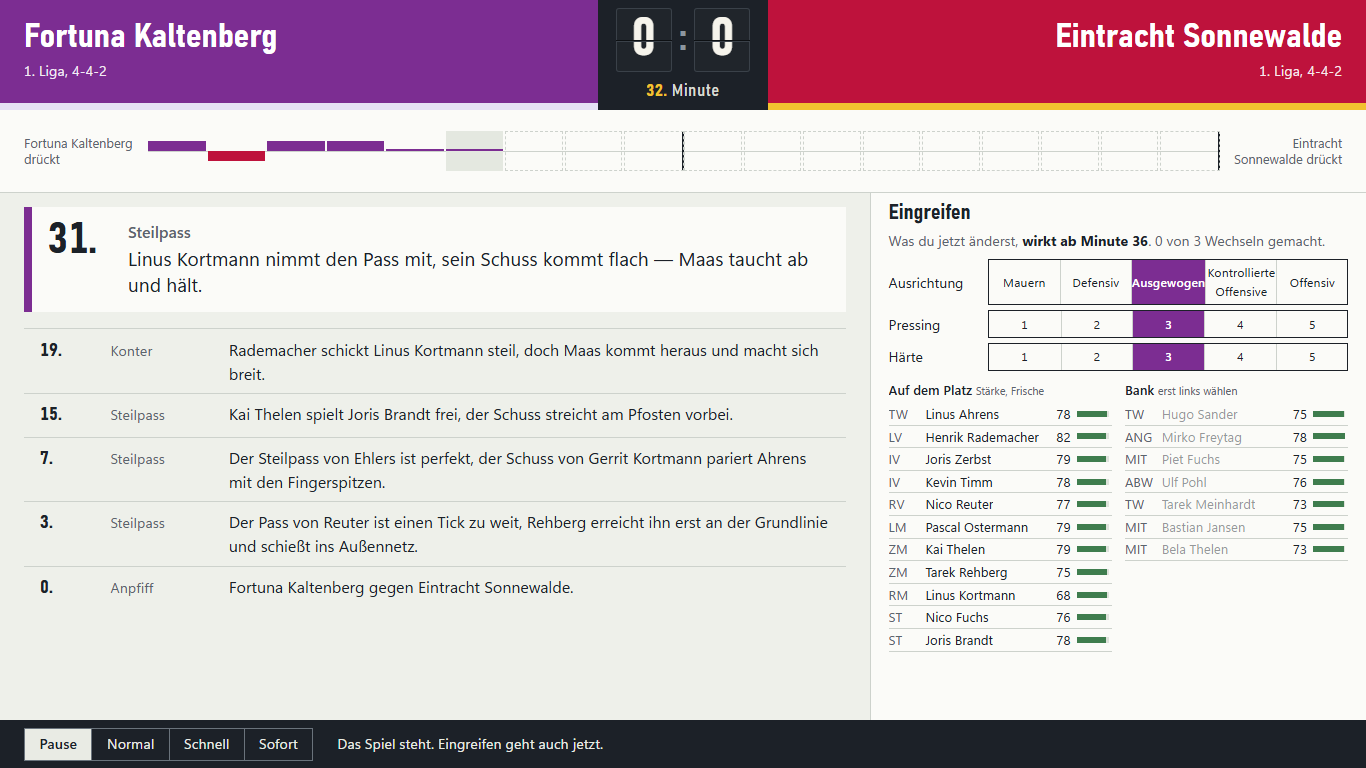 Fortuna Kaltenberg
1. Liga, 4-4-2
0 : 0
32. Minute
Eintracht Sonnewalde
1. Liga, 4-4-2
Fortuna Kaltenberg
drückt
Eintracht
Sonnewalde drückt
31.
Steilpass
Linus Kortmann nimmt den Pass mit, sein Schuss kommt flach — Maas taucht ab
und hält.
19. Konter Rademacher schickt Linus Kortmann steil, doch Maas kommt heraus und macht sich
breit.
15. Steilpass Kai Thelen spielt Joris Brandt frei, der Schuss streicht am Pfosten vorbei.
7. Steilpass Der Steilpass von Ehlers ist perfekt, der Schuss von Gerrit Kortmann pariert Ahrens
mit den Fingerspitzen.
3. Steilpass Der Pass von Reuter ist einen Tick zu weit, Rehberg erreicht ihn erst an der Grundlinie
und schießt ins Außennetz.
0. Anpfiff Fortuna Kaltenberg gegen Eintracht Sonnewalde.
Eingreifen
Was du jetzt änderst, wirkt ab Minute 36. 0 von 3 Wechseln gemacht.
Ausrichtung Mauern Defensiv Ausgewogen Kontrollierte Offensive Offensiv
Pressing 1 2 3 4 5
Härte 1 2 3 4 5
Auf dem Platz Stärke, Frische
TW Linus Ahrens 78
LV Henrik Rademacher 82
IV Joris Zerbst 79
IV Kevin Timm 78
RV Nico Reuter 77
LM Pascal Ostermann 79
ZM Kai Thelen 79
ZM Tarek Rehberg 75
RM Linus Kortmann 68
ST Nico Fuchs 76
ST Joris Brandt 78
Bank erst links wählen
TW Hugo Sander 75
ANG Mirko Freytag 78
MIT Piet Fuchs 75
ABW Ulf Pohl 76
TW Tarek Meinhardt 73
MIT Bastian Jansen 75
MIT Bela Thelen 73
Pause Normal Schnell Sofort Das Spiel steht. Eingreifen geht auch jetzt.